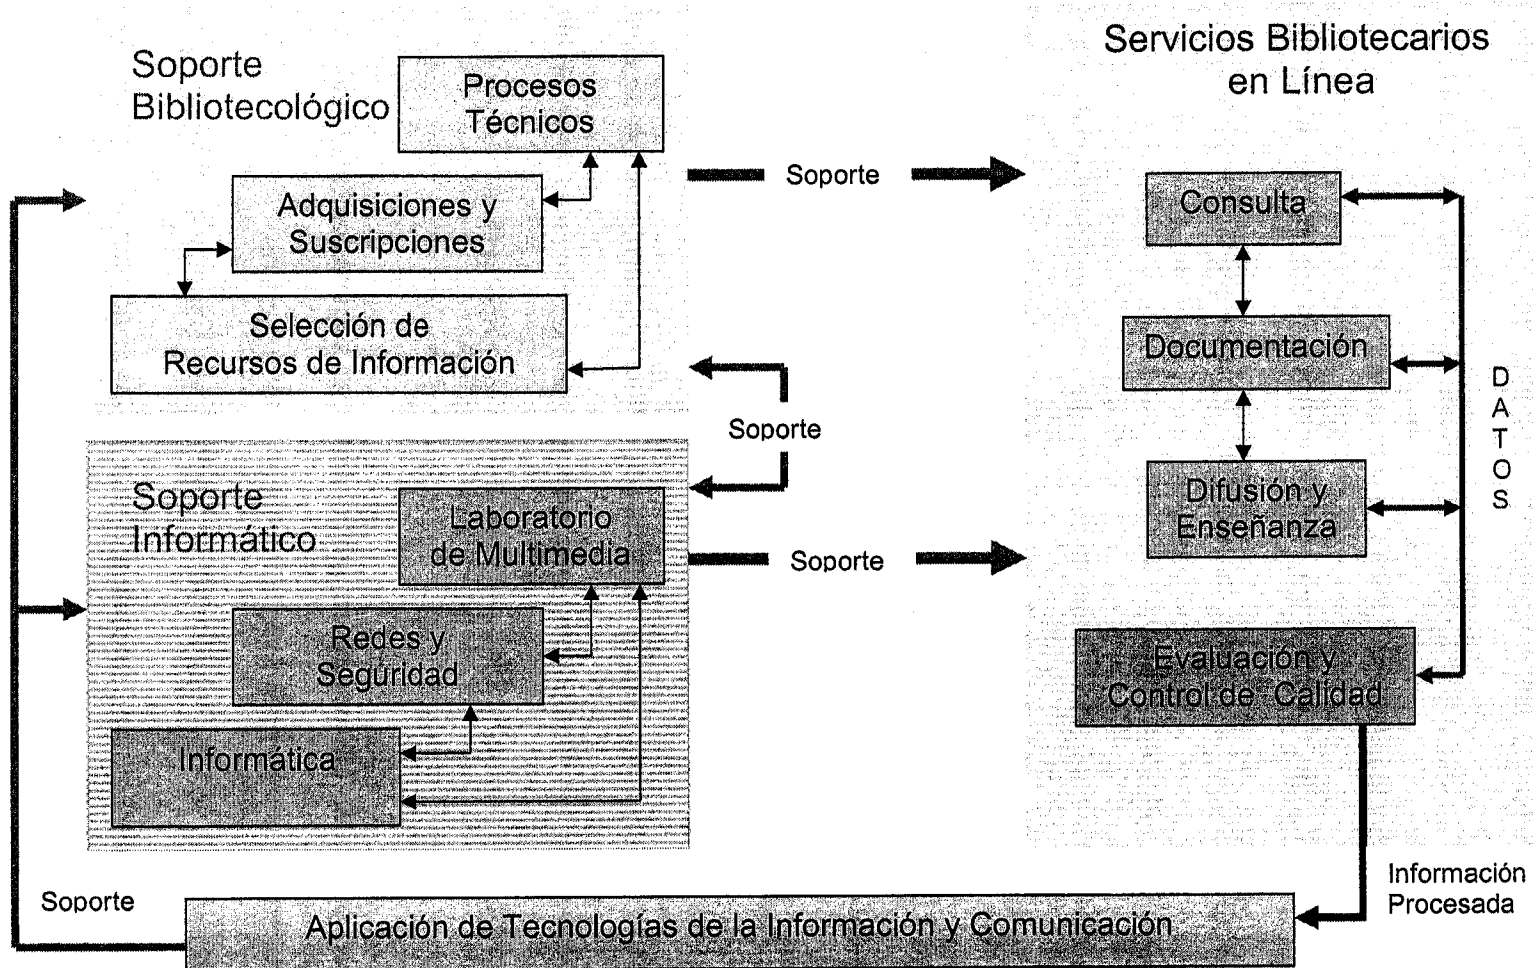 Soporte
Bibliotecológico
Procesos
Técnicos
Adquisiciones y
Suscripciones
Selección de
Recursos de Información
Soporte
Servicios Bibliotecarios
en Línea
Consulta
Documentación
Difusión y
Enseñanza
Evaluación y
Control de Calidad
D
A
T
O
S
Soporte
Soporte
Informático
Laboratorio
de Multimedia
Redes y
Seguridad
Informática
Soporte
Soporte
Aplicación de Tecnologías de la Información y Comunicación
Información
Procesada